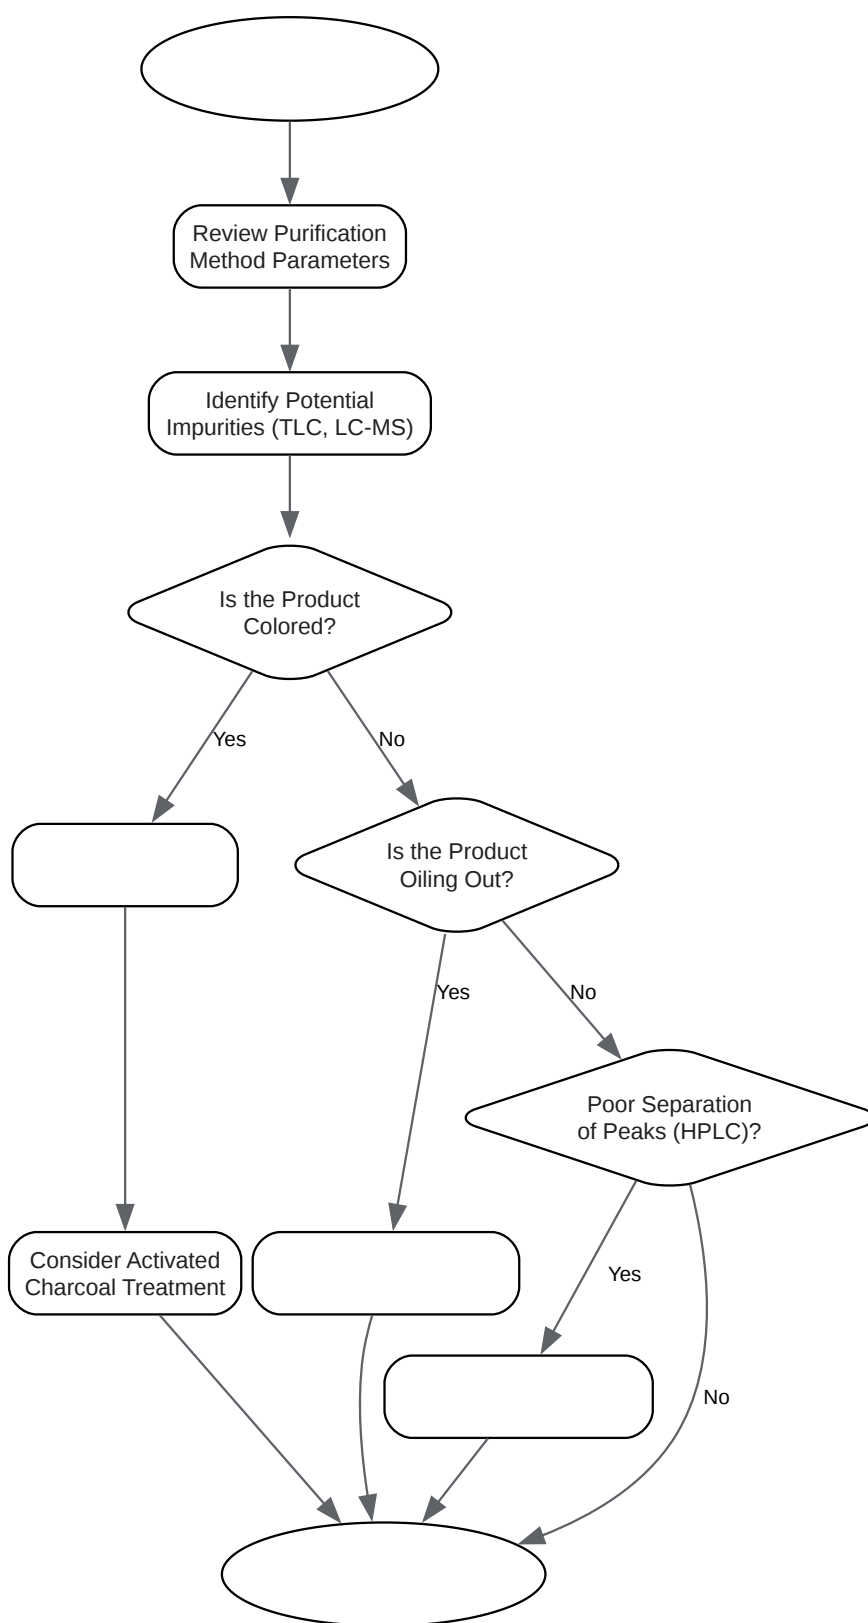 Review Purification
Method Parameters
Identify Potential
Impurities (TLC, LC-MS)
Is the Product
Colored?
Yes
No
Is the Product
Oiling Out?
Yes
No
Poor Separation
of Peaks (HPLC)?
Consider Activated
Charcoal Treatment
Yes
No